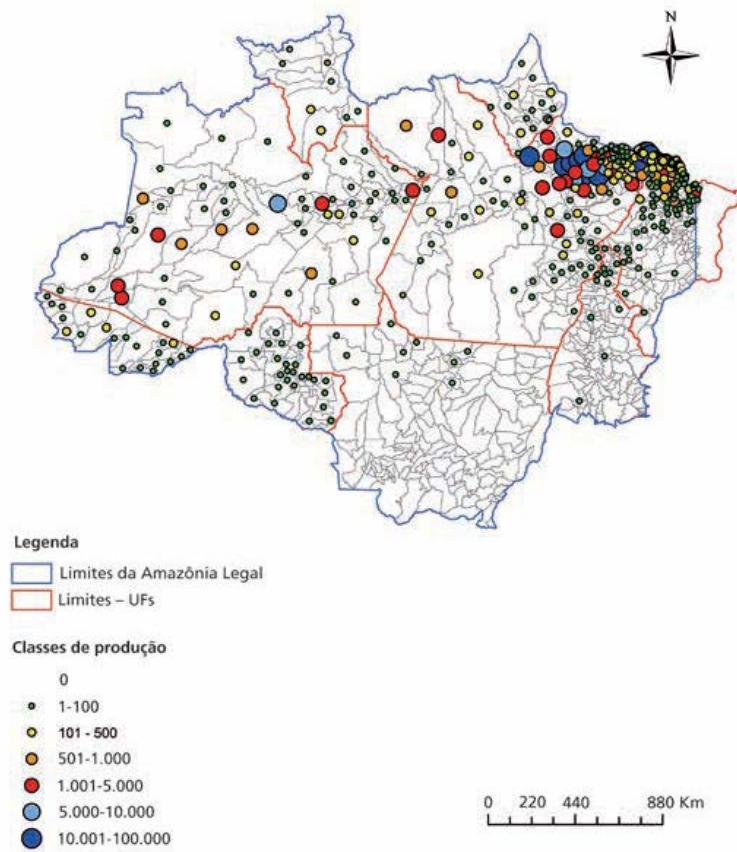 N
Legenda
Limites da Amazônia Legal
Limites – UFs
Classes de produção
0
1-100
101 - 500
501-1.000
1.001-5.000
5.000-10.000
10.001-100.000
0 220 440 880 Km